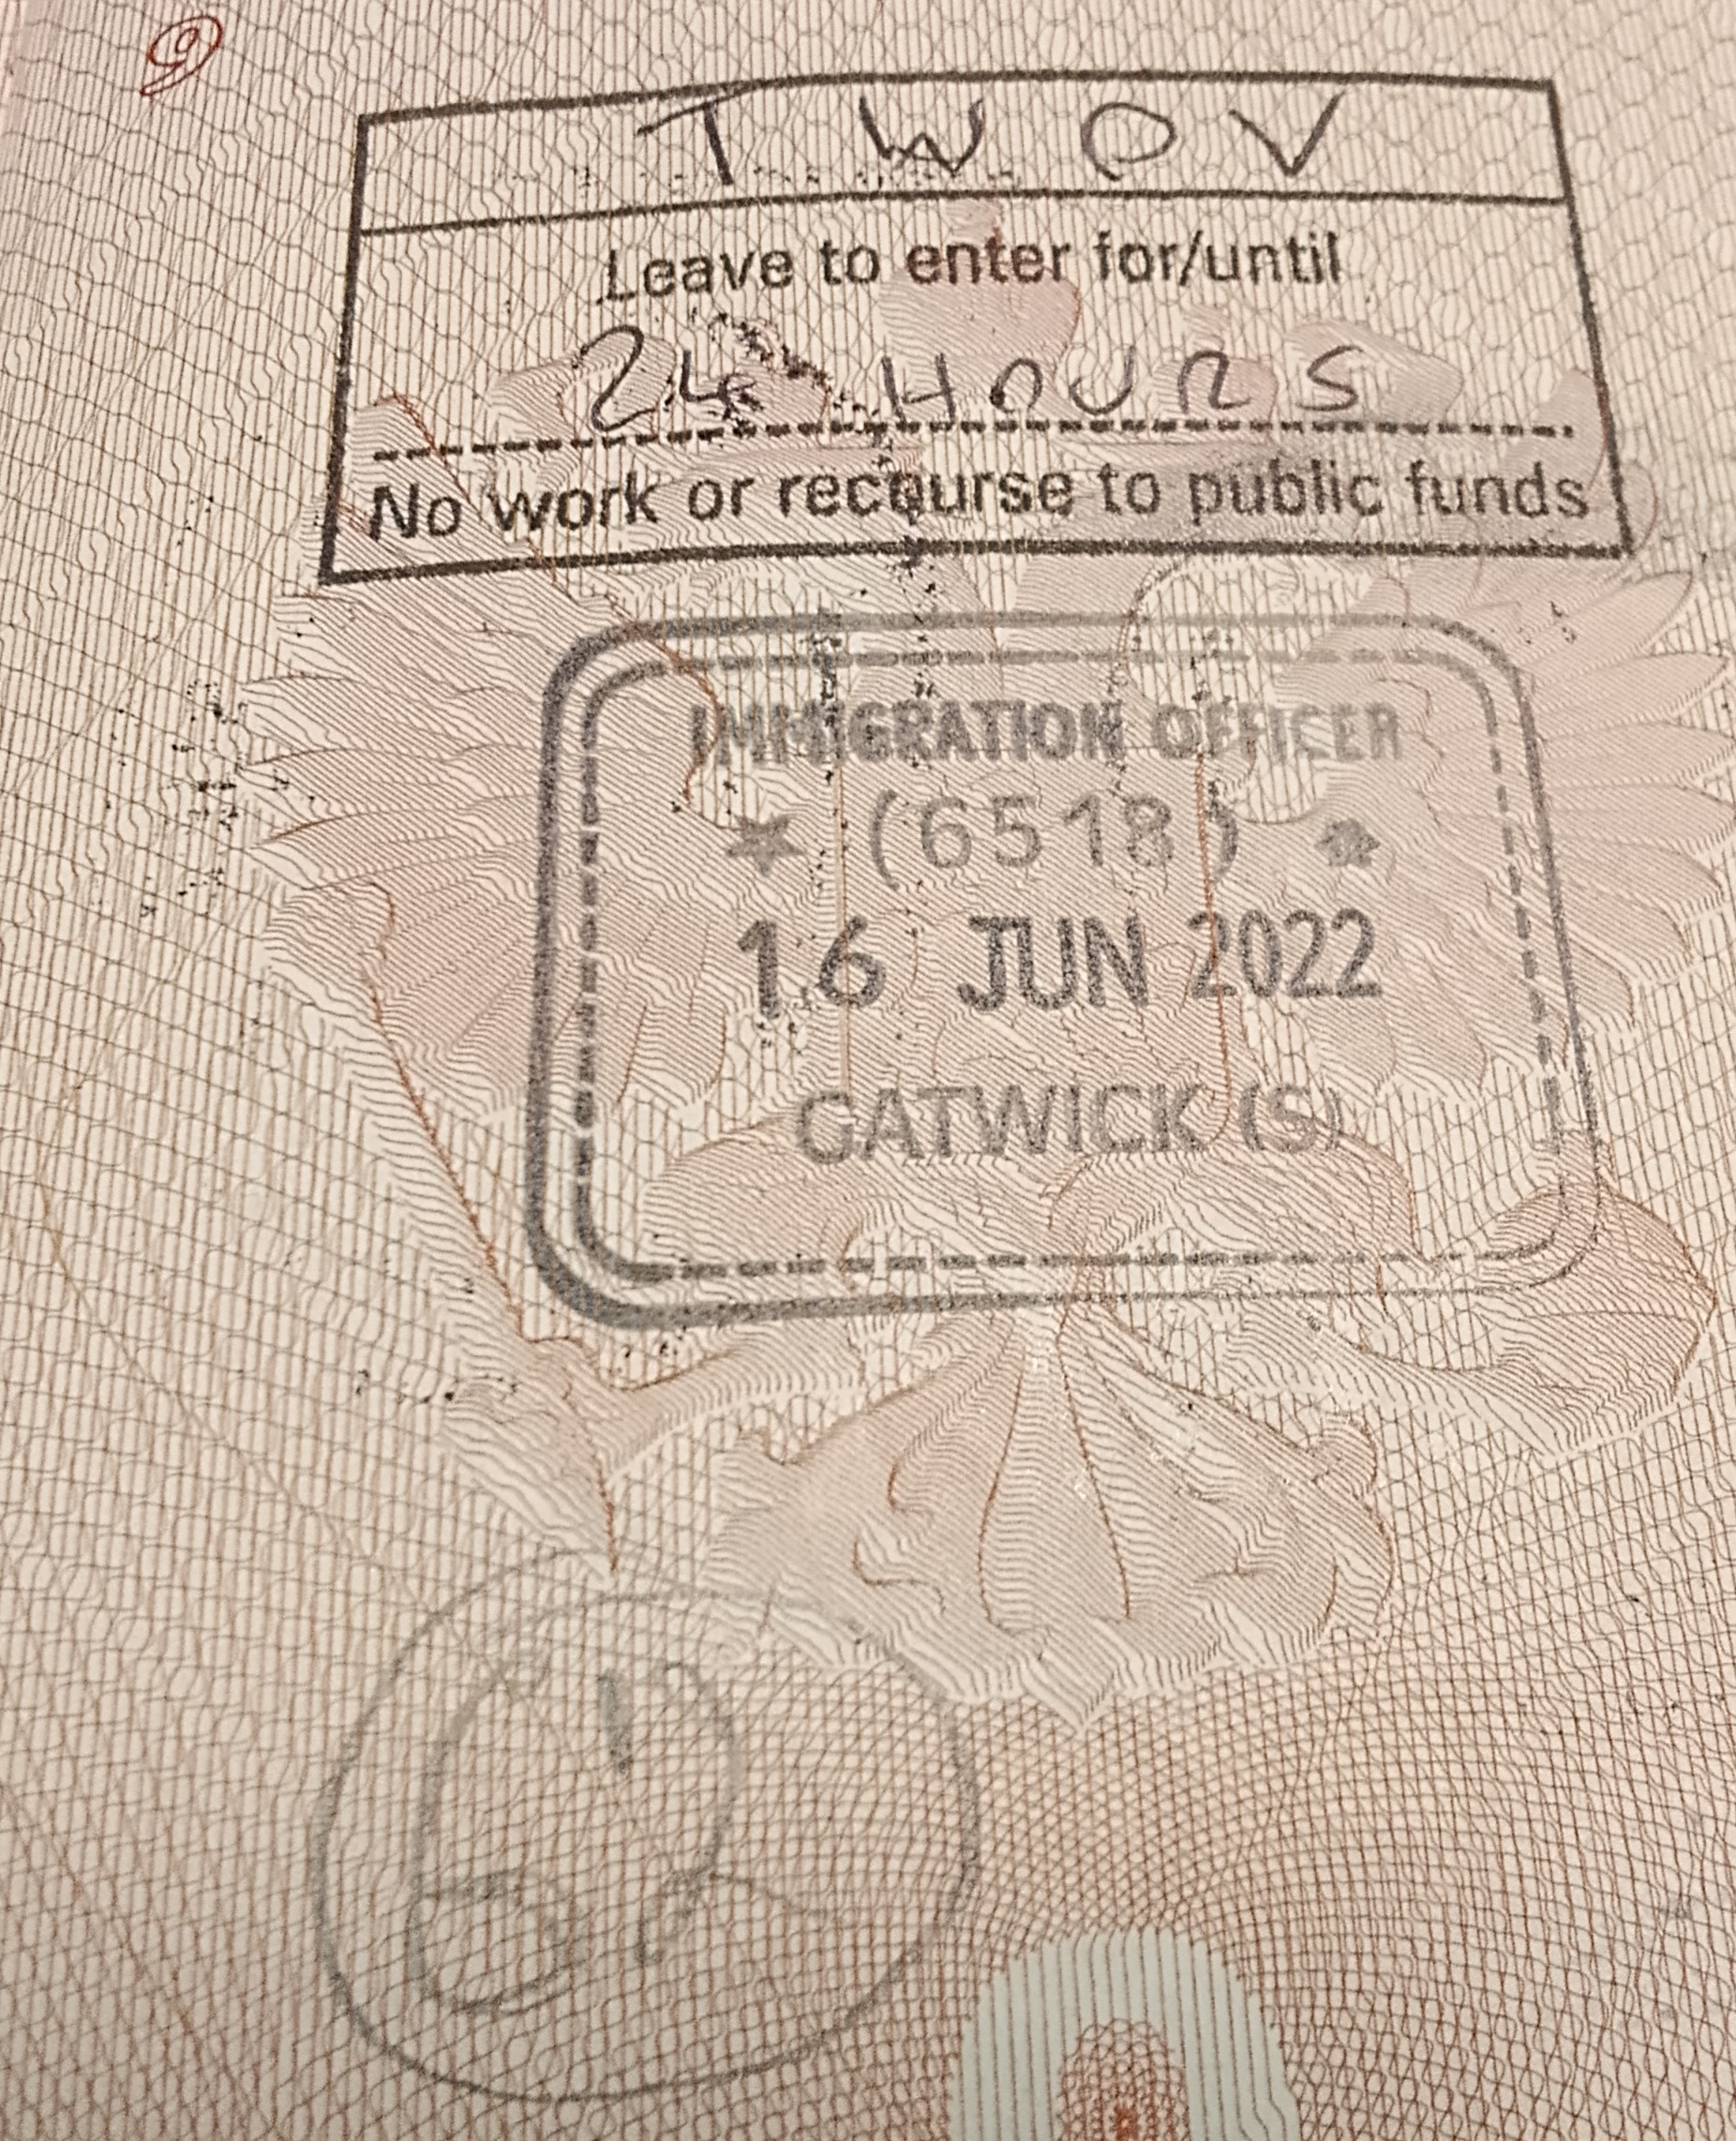 9
T W O V
Leave to enter for/until
24 HOURS
No work or recourse to public funds
IMMIGRATION OFFICER
★ (6518) ★
16 JUN 2022
GATWICK (S)